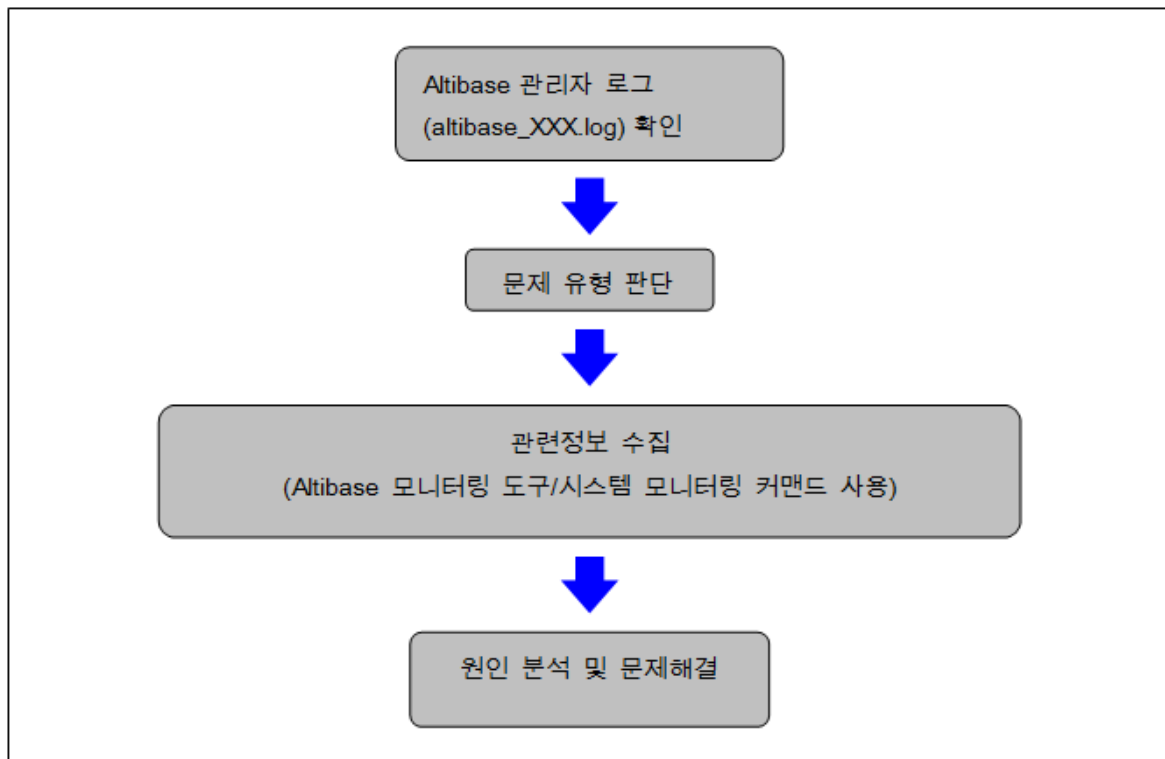 Altibase 관리자 로그
(altibase_XXX.log) 확인
문제 유형 판단
관련정보 수집
(Altibase 모니터링 도구/시스템 모니터링 커맨드 사용)
원인 분석 및 문제해결